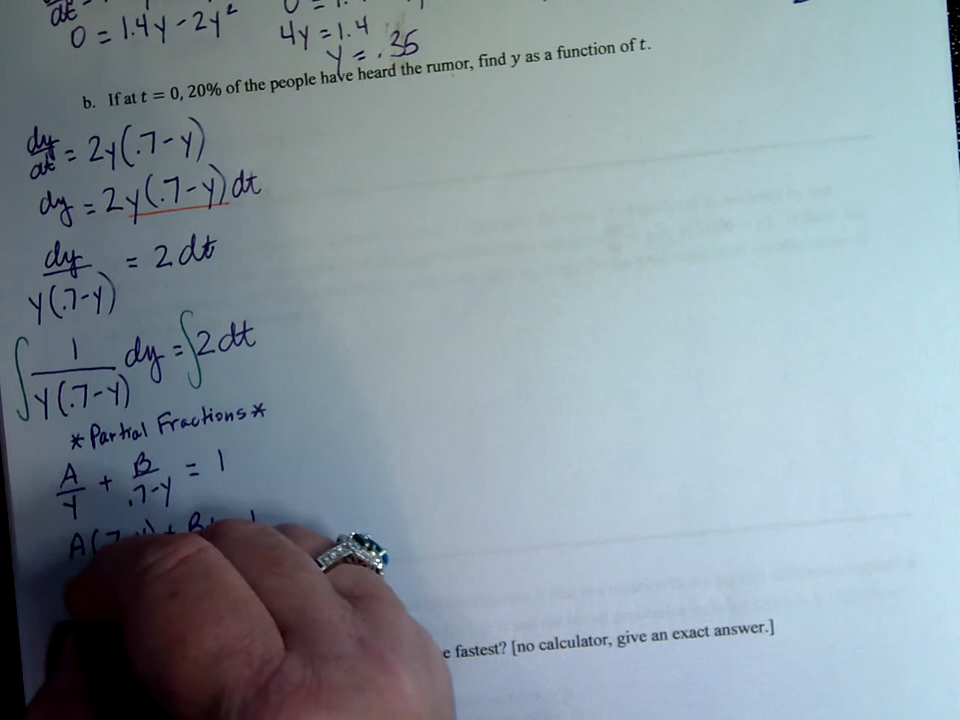 dt
0 = 1.4y - 2y²
4y = 1.4
y = .35
b. If at t = 0, 20% of the people have heard the rumor, find y as a function of t.
dy/dt = 2y(.7-y)
dy = 2y(.7-y)dt
dy/y(.7-y) = 2dt
∫ 1/y(.7-y) dy = ∫2dt
*Partial Fractions*
A/y + B/.7-y = 1
e fastest? [no calculator, give an exact answer.]